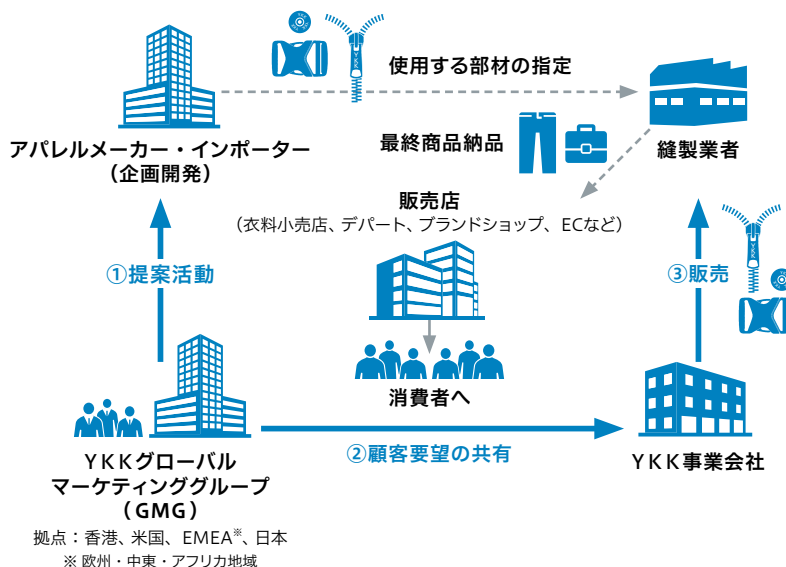 使用する部材の指定
アパレルメーカー・インポーター
（企画開発）
最終商品納品
縫製業者
販売店
（衣料小売店、デパート、ブランドショップ、ECなど）
①提案活動
③販売
消費者へ
②顧客要望の共有
YKKグローバル
マーケティンググループ
（GMG）
YKK事業会社
拠点：香港、米国、EMEA※、日本
※ 欧州・中東・アフリカ地域